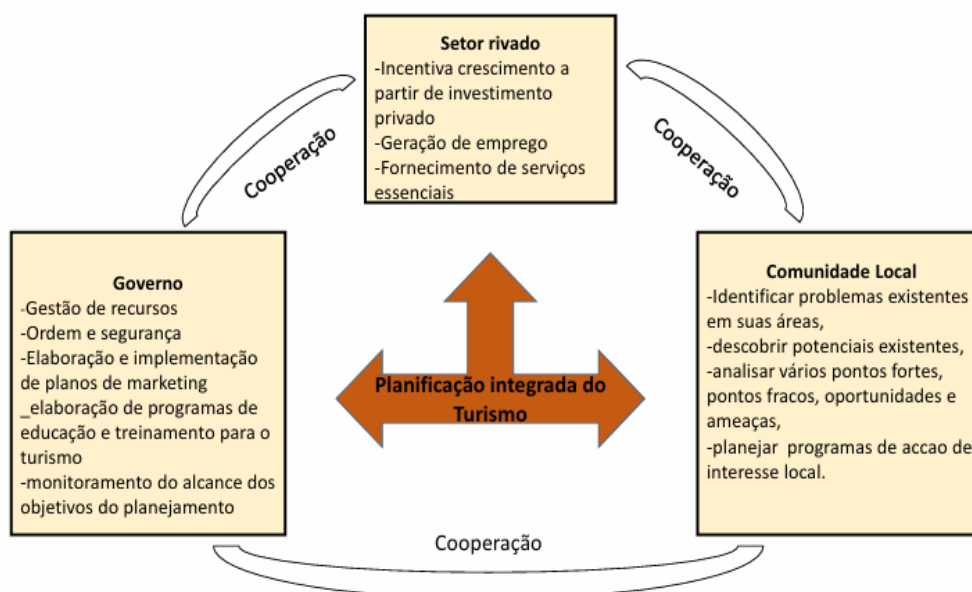 Setor rivado
-Incentiva crescimento a
partir de investimento
privado
-Geração de emprego
-Fornecimento de serviços
essenciais
Cooperação
Cooperação
Governo
-Gestão de recursos
-Ordem e segurança
-Elaboração e implementação
de planos de marketing
_elaboração de programas de
educação e treinamento para o
turismo
-monitoramento do alcance dos
objetivos do planejamento
Planificação integrada do
Turismo
Comunidade Local
-Identificar problemas existentes
em suas áreas,
-descobrir potenciais existentes,
-analisar vários pontos fortes,
pontos fracos, oportunidades e
ameaças,
-planejar programas de accao de
interesse local.
Cooperação